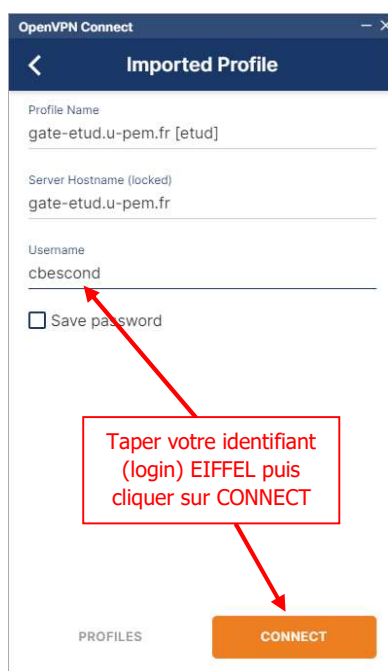 OpenVPN Connect
Imported Profile
Profile Name
gate-etud.u-pem.fr [etud]
Server Hostname (locked)
gate-etud.u-pem.fr
Username
cbescond
Save password
Taper votre identifiant
(login) EIFFEL puis
cliquer sur CONNECT
PROFILES
CONNECT